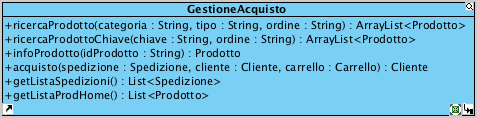 GestioneAcquisto
+ricercaProdotto(categoria : String, tipo : String, ordine : String) : ArrayList<Prodotto>
+ricercaProdottoChiave(chiave : String, ordine : String) : ArrayList<Prodotto>
+infoProdotto(idProdotto : String) : Prodotto
+acquisto(spedizione : Spedizione, cliente : Cliente, carrello : Carrello) : Cliente
+getListaSpedizioni() : List<Spedizione>
+getListaProdHome() : List<Prodotto>